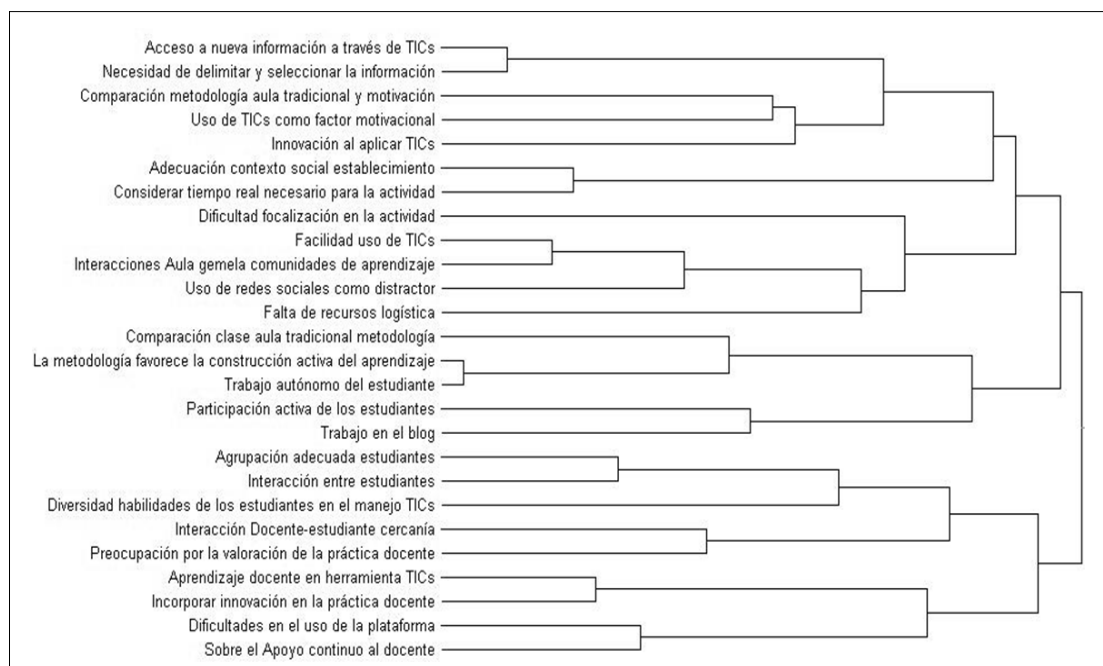 Acceso a nueva información a través de TICs
Necesidad de delimitar y seleccionar la información
Comparación metodología aula tradicional y motivación
Uso de TICs como factor motivacional
Innovación al aplicar TICs
Adecuación contexto social establecimiento
Considerar tiempo real necesario para la actividad
Dificultad focalización en la actividad
Facilidad uso de TICs
Interacciones Aula gemela comunidades de aprendizaje
Uso de redes sociales como distractor
Falta de recursos logística
Comparación clase aula tradicional metodología
La metodología favorece la construcción activa del aprendizaje
Trabajo autónomo del estudiante
Participación activa de los estudiantes
Trabajo en el blog
Agrupación adecuada estudiantes
Interacción entre estudiantes
Diversidad habilidades de los estudiantes en el manejo TICs
Interacción Docente-estudiante cercanía
Preocupación por la valoración de la práctica docente
Aprendizaje docente en herramienta TICs
Incorporar innovación en la práctica docente
Dificultades en el uso de la plataforma
Sobre el Apoyo continuo al docente